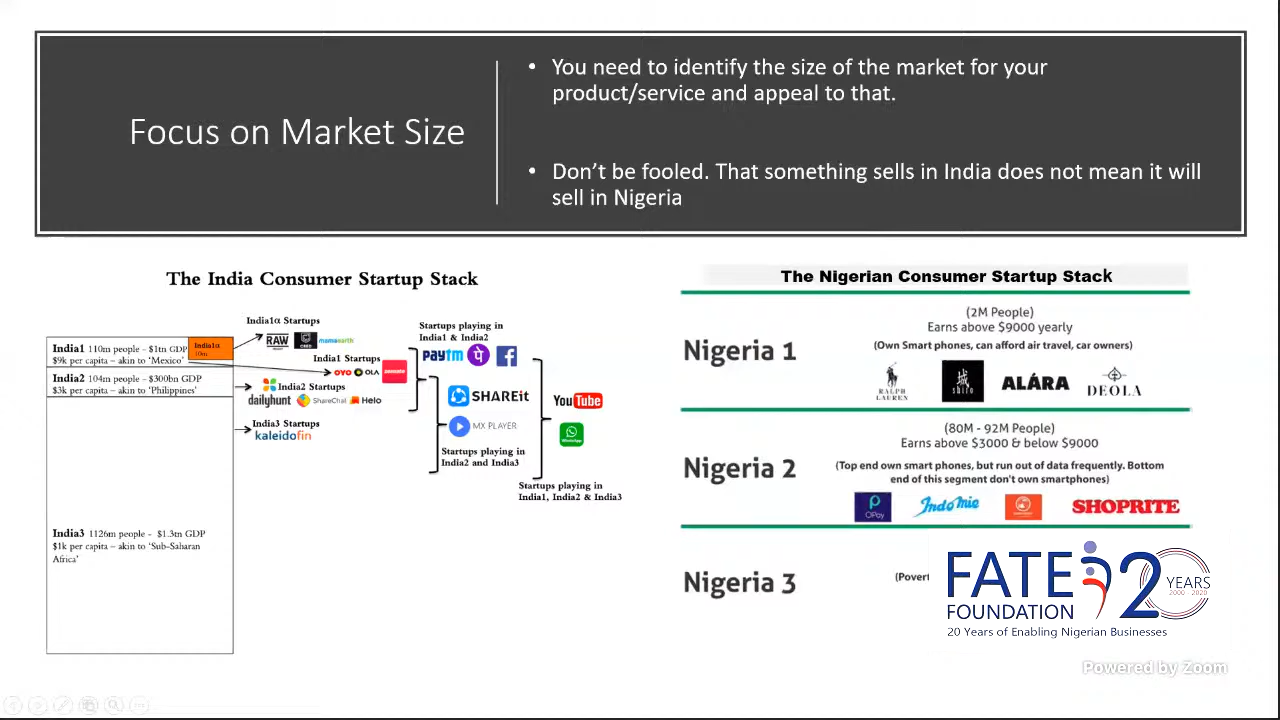 Focus on Market Size
• You need to identify the size of the market for your
product/service and appeal to that.
• Don't be fooled. That something sells in India does not mean it will
sell in Nigeria
The India Consumer Startup Stack
India1 110m people - $1tn GDP
$9k per capita – akin to 'Mexico'
India1α
10m
India2 104m people - $300bn GDP
$3k per capita – akin to 'Philippines'
India3 1126m people - $1.3tn GDP
$1k per capita – akin to 'Sub-Saharan
Africa'
India1α Startups
RAW
CRED
mamaearth
India1 Startups
OYO OLA zomato
India2 Startups
dailyhunt ShareChat Helo
India3 Startups
kaleidofin
Startups playing in
India1 & India2
paytm
SHAREit
MX PLAYER
Startups playing in
India2 and India3
YouTube
WhatsApp
Startups playing in
India1, India2 & India3
The Nigerian Consumer Startup Stack
Nigeria 1
(2M People)
Earns above $9000 yearly
(Own Smart phones, can afford air travel, car owners)
RALPH
LAUREN
shiro
ALÁRA
DEOLA
Nigeria 2
(80M - 92M People)
Earns above $3000 & below $9000
(Top end own smart phones, but run out of data frequently. Bottom
end of this segment don't own smartphones)
OPay
Indomie
SHOPRITE
Nigeria 3
(Povert
FATE
FOUNDATION
20 YEARS
2000 - 2020
20 Years of Enabling Nigerian Businesses
Powered by Zoom